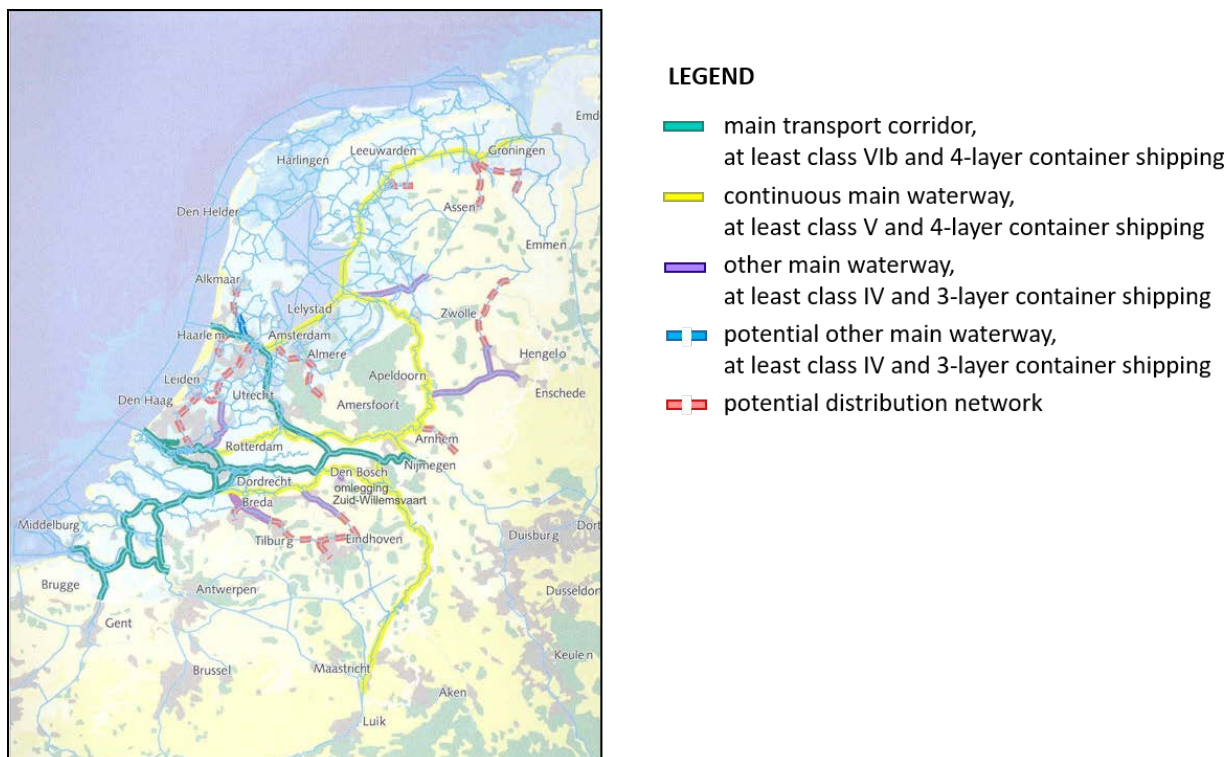 Emd
Groningen
Leeuwarden
Harlingen
Den Helder
Assen
Emmen
Alkmaar
Lelystad
Zwolle
Haarlem
Amsterdam
Almere
Hengelo
Leiden
Apeldoorn
Enschede
Den Haag
Utrecht
Amersfoort
Arnhem
Rotterdam
Nijmegen
Den Bosch
Dordrecht
omlegging
Zuid-Willemsvaart
Breda
Middelburg
Tilburg
Eindhoven
Dort
Duisburg
Brugge
Antwerpen
Dusseldor
Gent
Keulen
Brussel
Maastricht
Aken
Luik
LEGEND
main transport corridor,
at least class VIb and 4-layer container shipping
continuous main waterway,
at least class V and 4-layer container shipping
other main waterway,
at least class IV and 3-layer container shipping
potential other main waterway,
at least class IV and 3-layer container shipping
potential distribution network